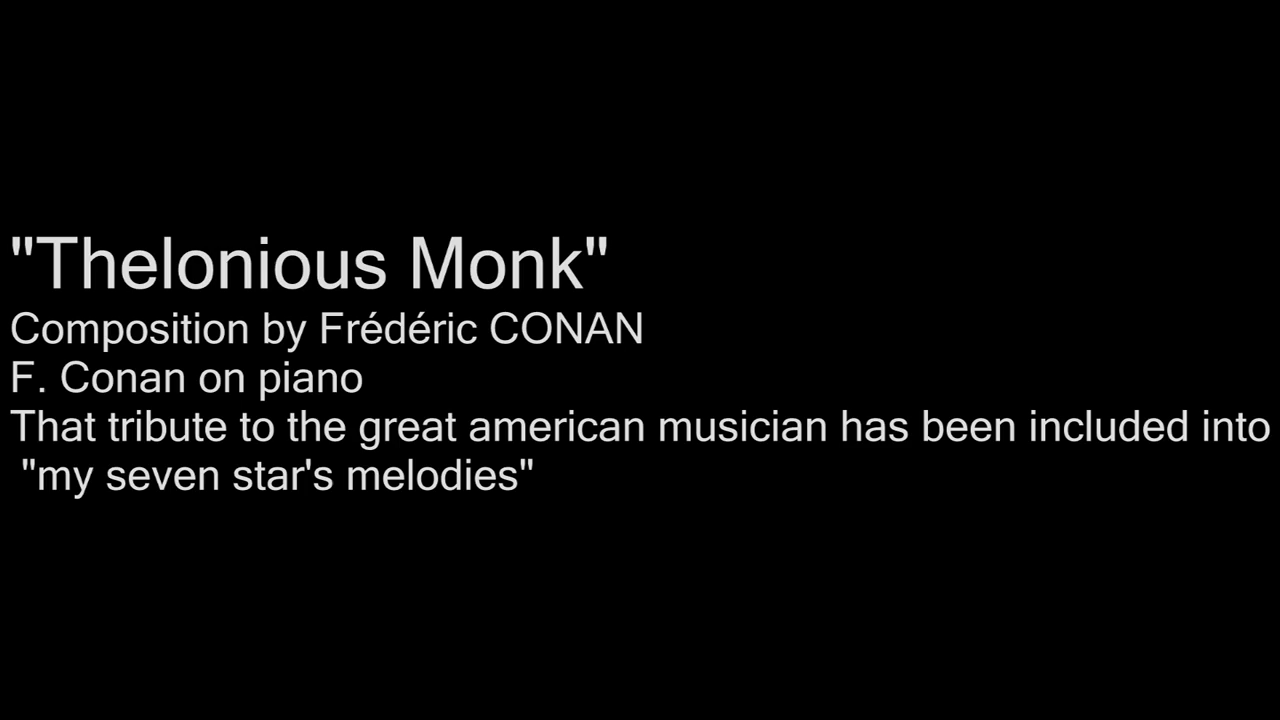 "Thelonious Monk"
Composition by Frédéric CONAN
F. Conan on piano
That tribute to the great american musician has been included into
"my seven star's melodies"